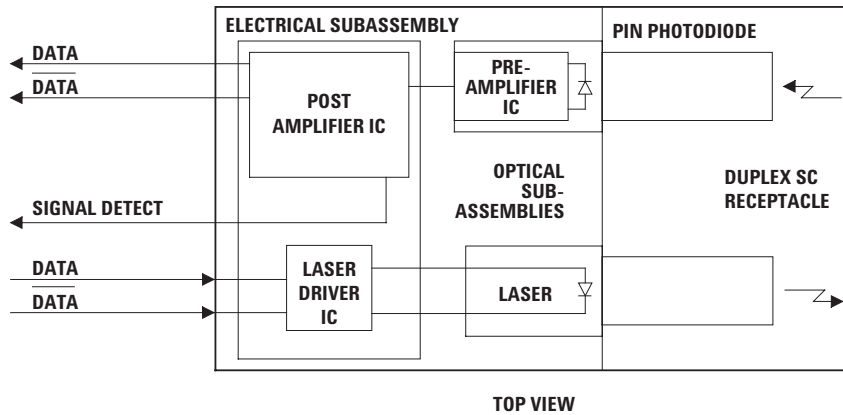 ELECTRICAL SUBASSEMBLY
PIN PHOTODIODE
DATA
DATA
POST
AMPLIFIER IC
PRE-
AMPLIFIER
IC
OPTICAL
SUB-
ASSEMBLIES
DUPLEX SC
RECEPTACLE
SIGNAL DETECT
DATA
DATA
LASER
DRIVER
IC
LASER
TOP VIEW